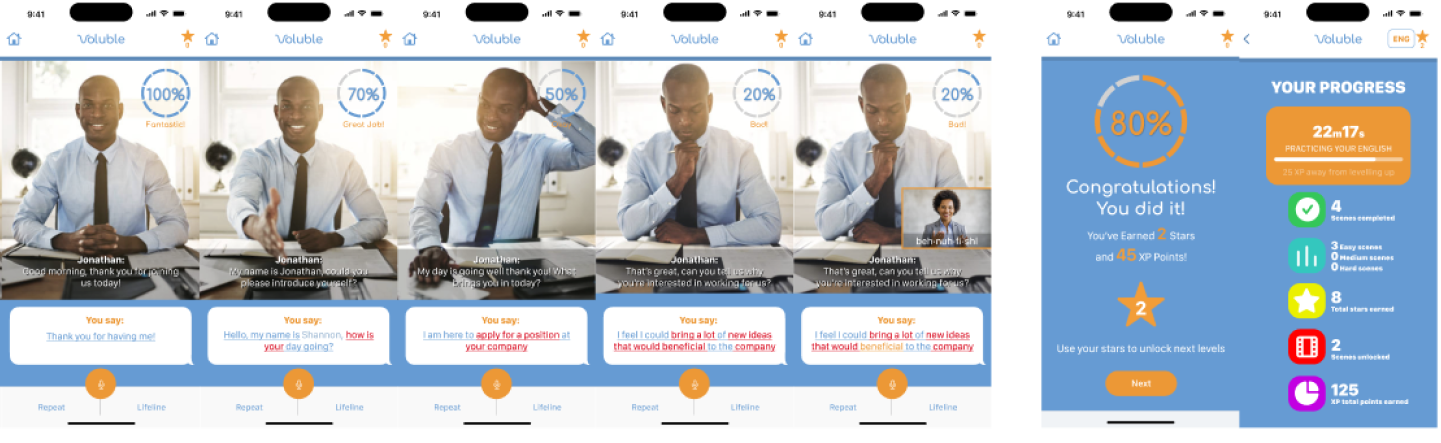 9:41
Voluble
0
100%
Fantastic!
Jonathan:
Good morning, thank you for joining
us today!
You say:
Thank you for having me!
Repeat
Lifeline
9:41
Voluble
0
70%
Great Job!
Jonathan:
My name is Jonathan, could you
please introduce yourself?
You say:
Hello, my name is Shannon, how is
your day going?
Repeat
Lifeline
9:41
Voluble
0
50%
Jonathan:
My day is going well thank you! What
brings you in today?
You say:
I am here to apply for a position at
your company
Repeat
Lifeline
9:41
Voluble
0
20%
Bad!
Jonathan:
That's great, can you tell us why
you're interested in working for us?
You say:
I feel I could bring a lot of new ideas
that would beneficial to the company
Repeat
Lifeline
9:41
Voluble
0
20%
Bad!
beh-nuh-fi-shl
Jonathan:
That's great, can you tell us why
you're interested in working for us?
You say:
I feel I could bring a lot of new ideas
that would beneficial to the company
Repeat
Lifeline
9:41
Voluble
0
80%
Congratulations!
You did it!
You've Earned 2 Stars
and 45 XP Points!
2
Use your stars to unlock next levels
Next
9:41
Voluble
ENG
2
YOUR PROGRESS
22m17s
PRACTICING YOUR ENGLISH
25 XP away from levelling up
4
Scenes completed
3 Easy scenes
0 Medium scenes
0 Hard scenes
8
Total stars earned
2
Scenes unlocked
125
XP total points earned